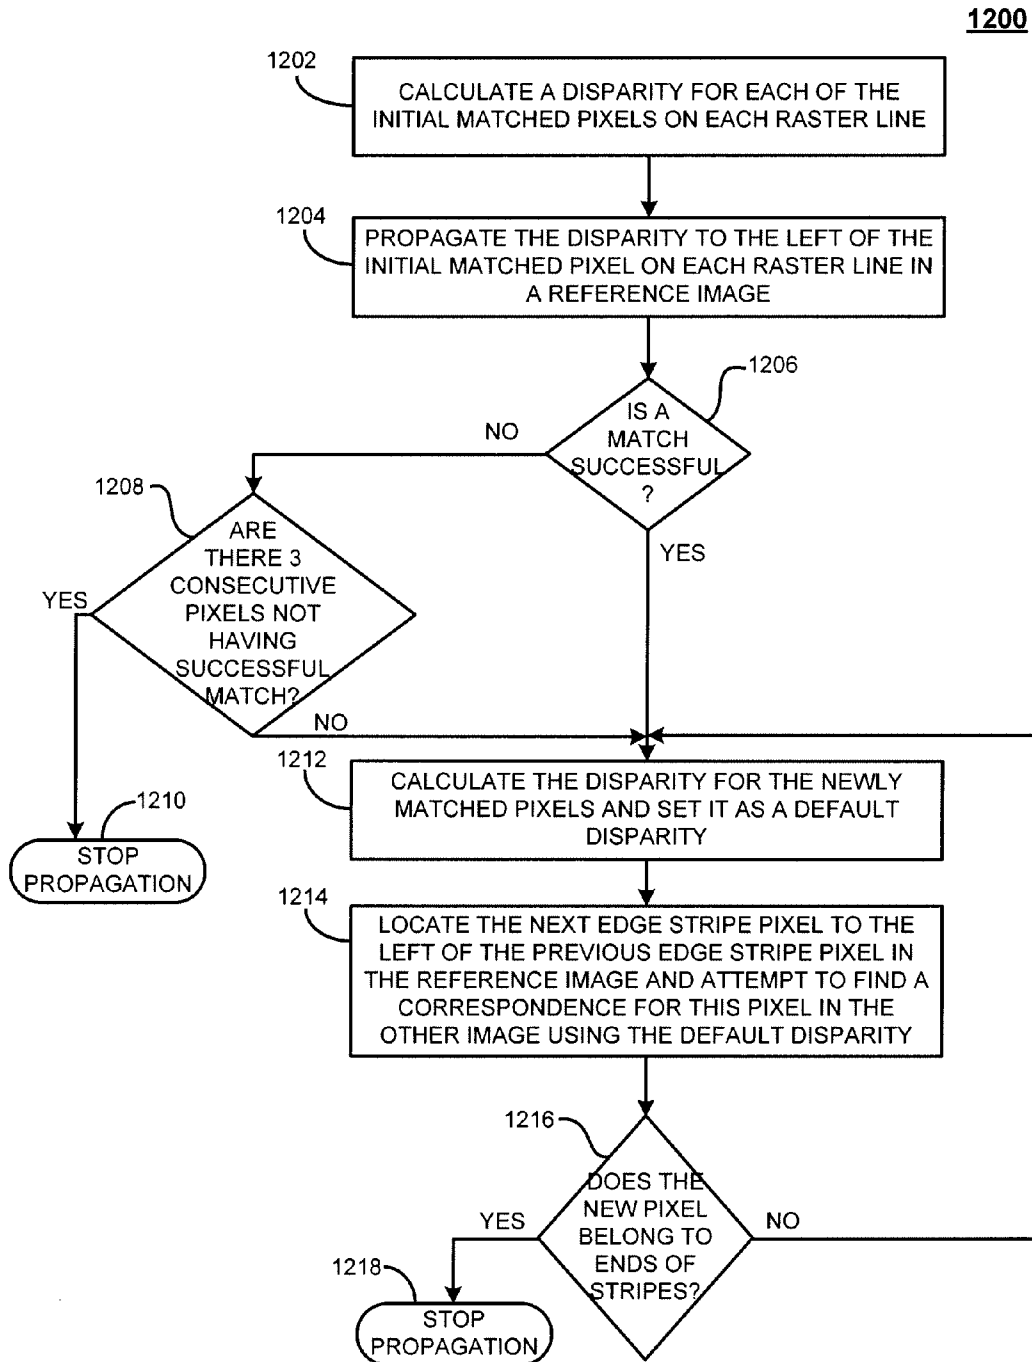 1200
1202
CALCULATE A DISPARITY FOR EACH OF THE
INITIAL MATCHED PIXELS ON EACH RASTER LINE
1204
PROPAGATE THE DISPARITY TO THE LEFT OF THE
INITIAL MATCHED PIXEL ON EACH RASTER LINE IN
A REFERENCE IMAGE
1206
IS A
MATCH
SUCCESSFUL
?
NO
YES
1208
ARE
THERE 3
CONSECUTIVE
PIXELS NOT
HAVING
SUCCESSFUL
MATCH?
YES
NO
1210
STOP
PROPAGATION
1212
CALCULATE THE DISPARITY FOR THE NEWLY
MATCHED PIXELS AND SET IT AS A DEFAULT
DISPARITY
1214
LOCATE THE NEXT EDGE STRIPE PIXEL TO THE
LEFT OF THE PREVIOUS EDGE STRIPE PIXEL IN
THE REFERENCE IMAGE AND ATTEMPT TO FIND A
CORRESPONDENCE FOR THIS PIXEL IN THE
OTHER IMAGE USING THE DEFAULT DISPARITY
1216
DOES THE
NEW PIXEL
BELONG TO
ENDS OF
STRIPES?
YES
NO
1218
STOP
PROPAGATION